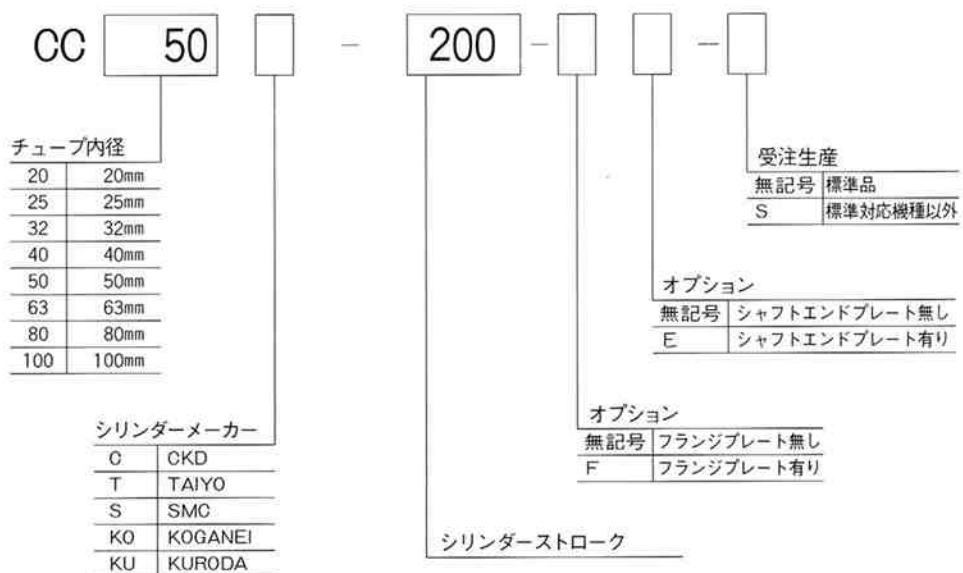 CC 50 - 200 - -
チューブ内径
20 20mm
25 25mm
32 32mm
40 40mm
50 50mm
63 63mm
80 80mm
100 100mm
シリンダーメーカー
C CKD
T TAIYO
S SMC
KO KOGANEI
KU KURODA
シリンダーストローク
オプション
無記号 フランジプレート無し
F フランジプレート有り
オプション
無記号 シャフトエンドプレート無し
E シャフトエンドプレート有り
受注生産
無記号 標準品
S 標準対応機種以外